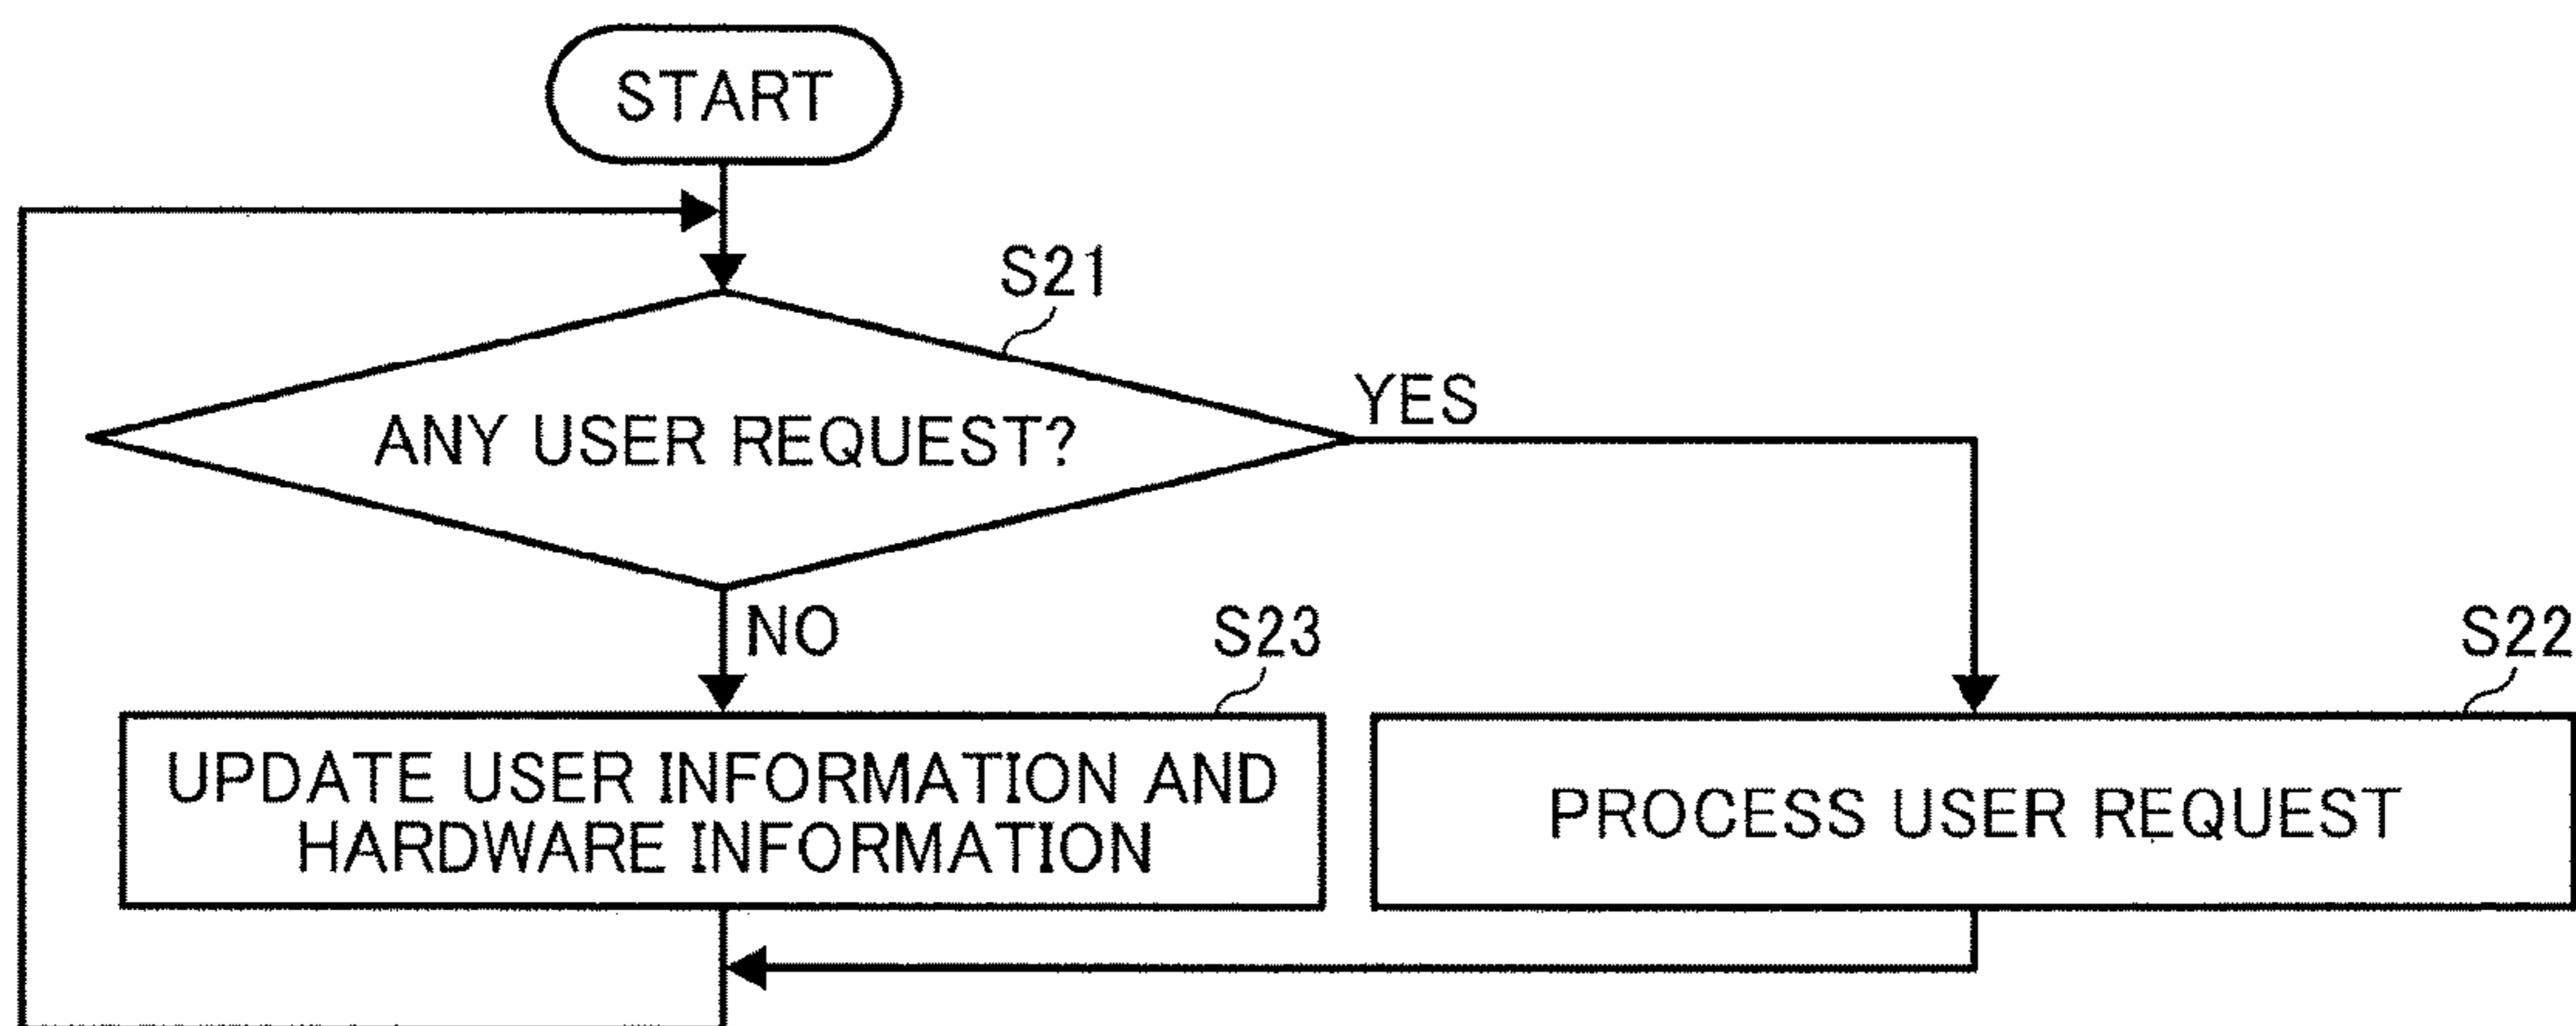 START
S21
ANY USER REQUEST?
YES
NO
S23
S22
UPDATE USER INFORMATION AND
HARDWARE INFORMATION
PROCESS USER REQUEST